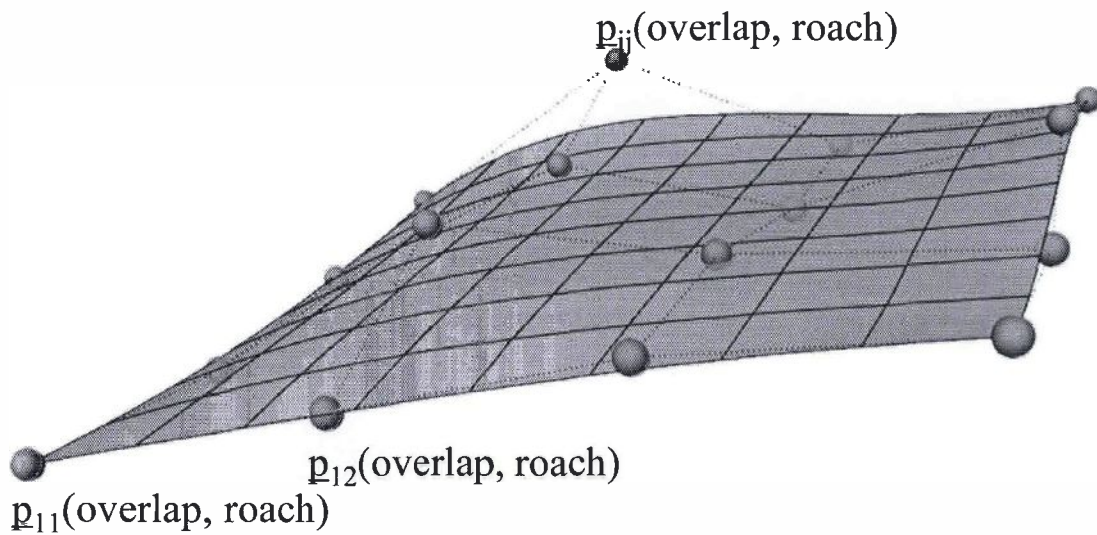 p_ij(overlap, roach)
p_12(overlap, roach)
p_11(overlap, roach)